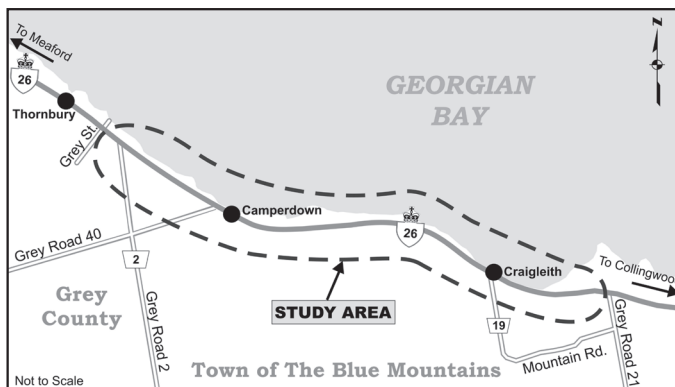 To Meaford
26
Thornbury
Grey St.
GEORGIAN
BAY
N
Camperdown
Grey Road 40
2
26
To Collingwoo
Craigleith
Grey
County
Grey Road 2
STUDY AREA
19
Mountain Rd.
Grey Road 21
Town of The Blue Mountains
Not to Scale